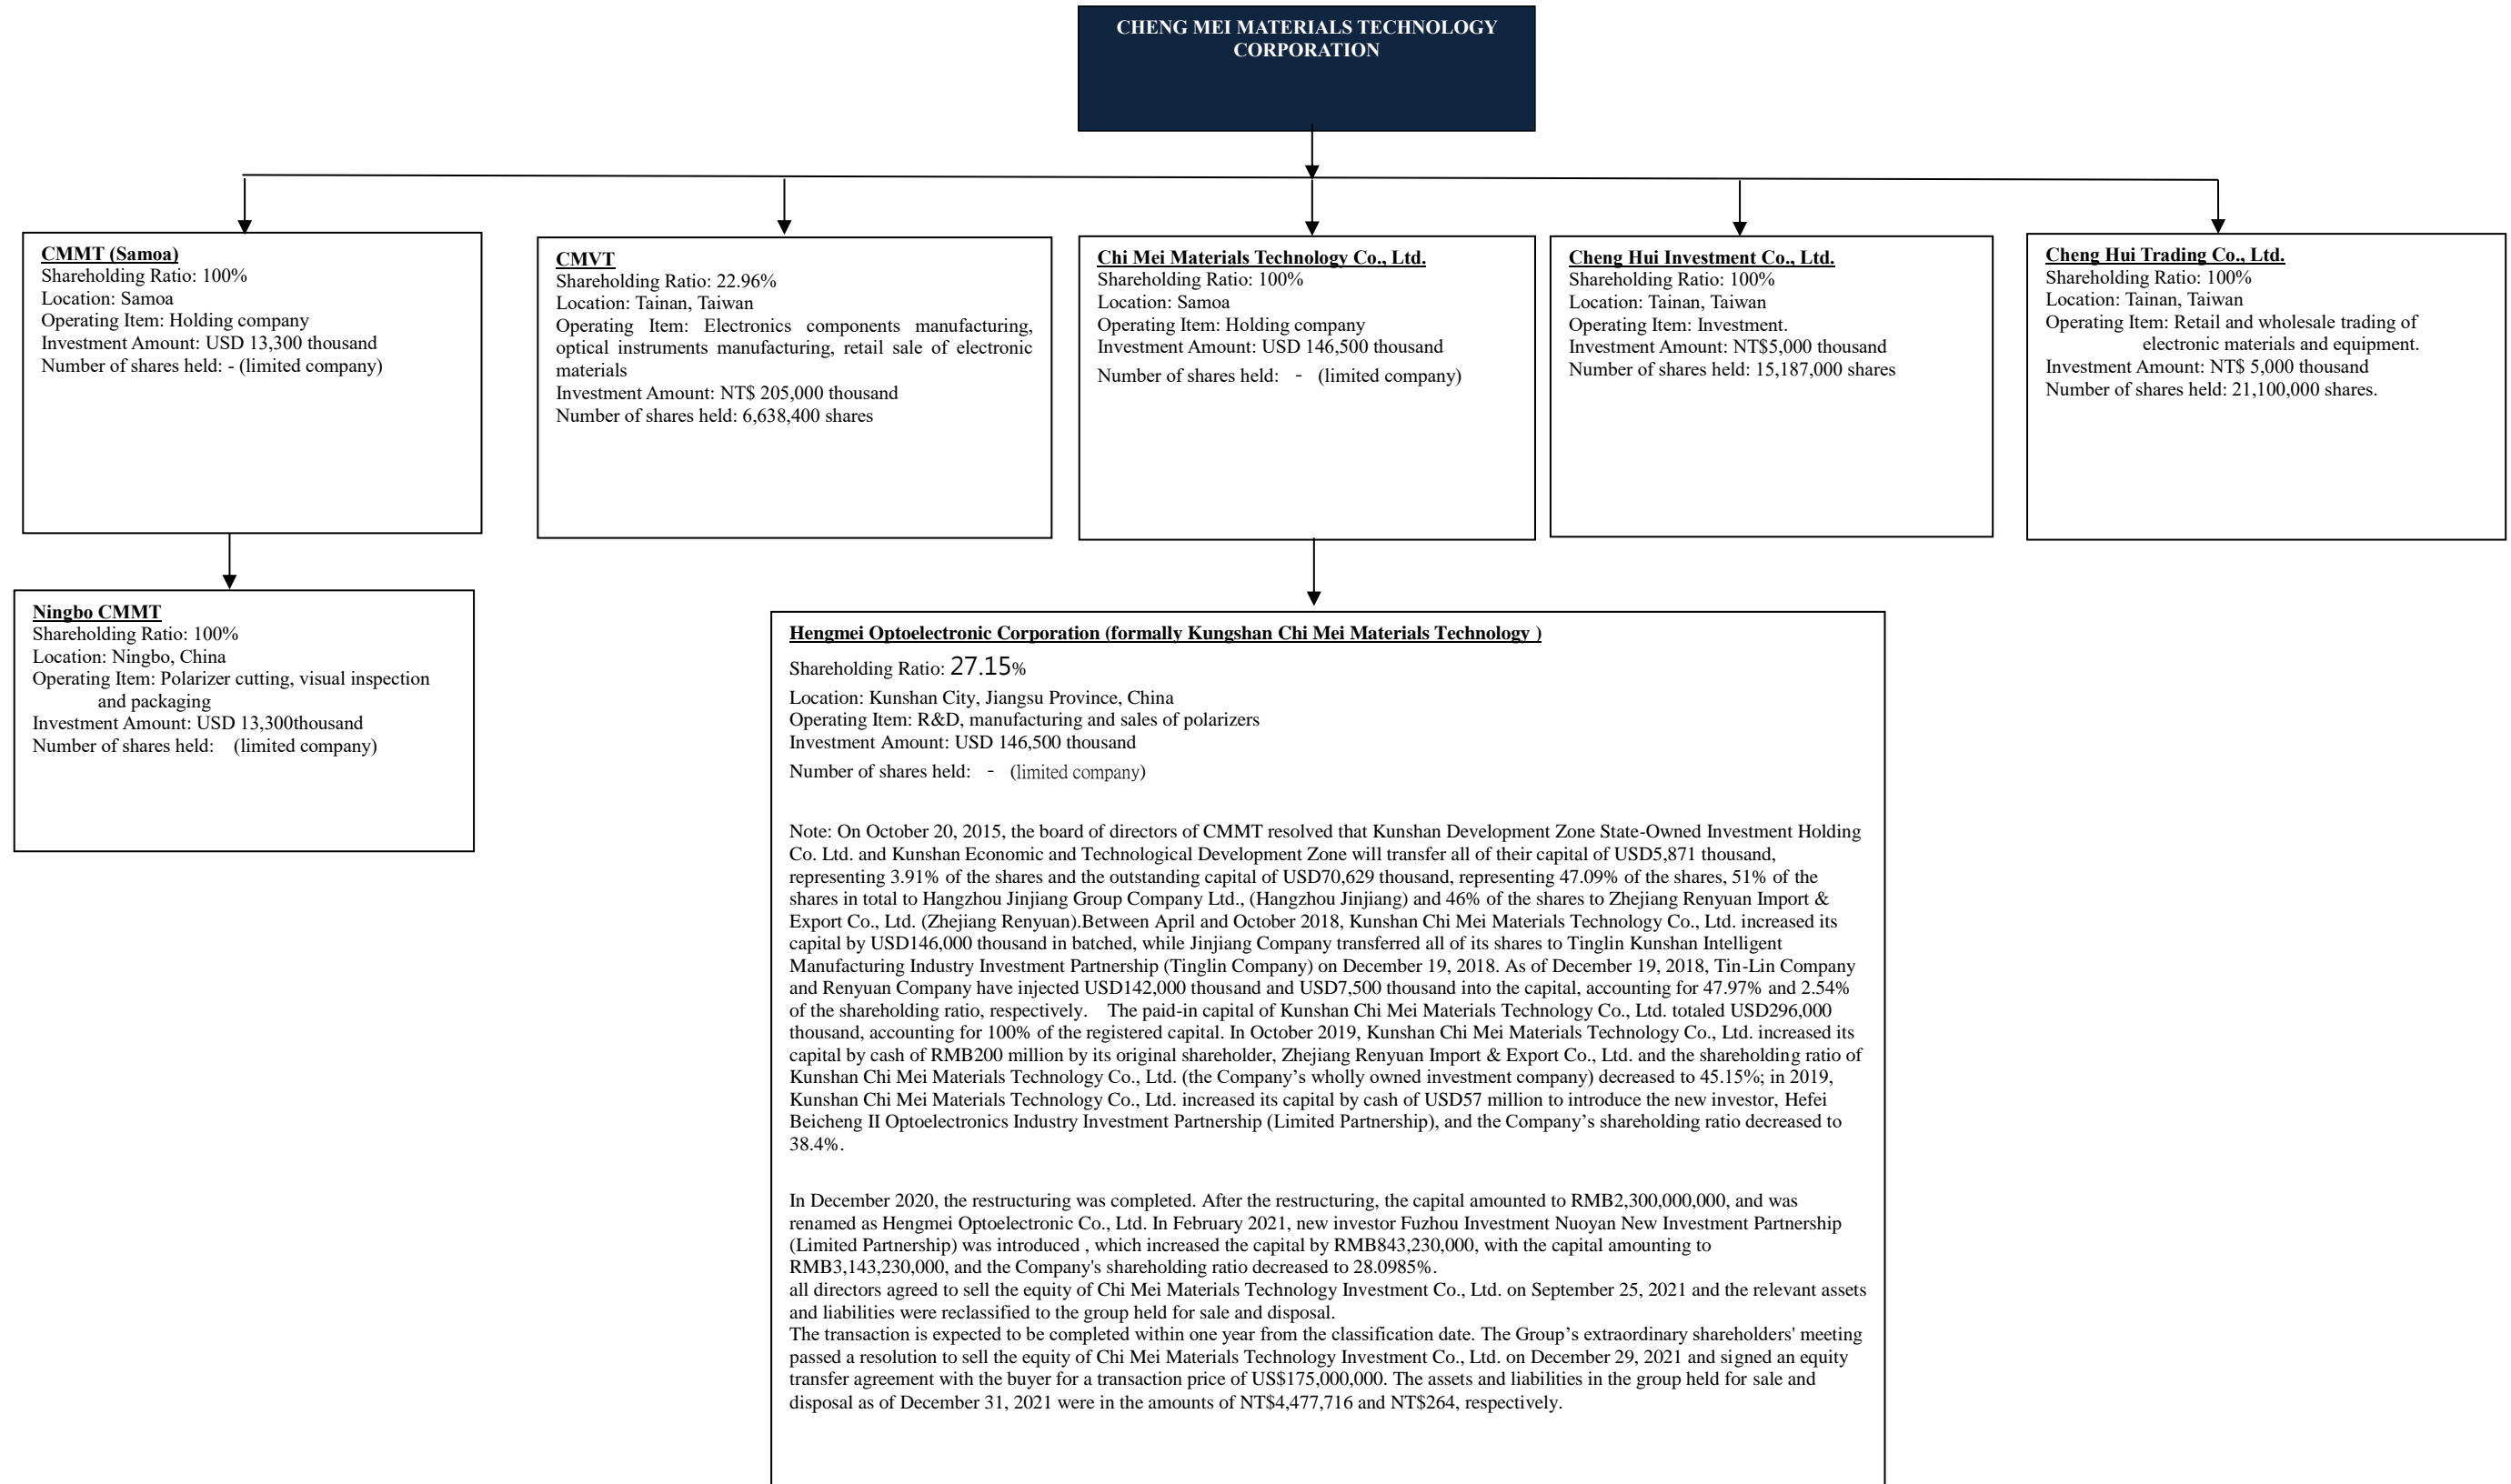 CHENG MEI MATERIALS TECHNOLOGY
CORPORATION
CMMT (Samoa)
Shareholding Ratio: 100%
Location: Samoa
Operating Item: Holding company
Investment Amount: USD 13,300 thousand
Number of shares held: - (limited company)
CMVT
Shareholding Ratio: 22.96%
Location: Tainan, Taiwan
Operating Item: Electronics components manufacturing,
optical instruments manufacturing, retail sale of electronic
materials
Investment Amount: NT$ 205,000 thousand
Number of shares held: 6,638,400 shares
Chi Mei Materials Technology Co., Ltd.
Shareholding Ratio: 100%
Location: Samoa
Operating Item: Holding company
Investment Amount: USD 146,500 thousand
Number of shares held: - (limited company)
Cheng Hui Investment Co., Ltd.
Shareholding Ratio: 100%
Location: Tainan, Taiwan
Operating Item: Investment.
Investment Amount: NT$5,000 thousand
Number of shares held: 15,187,000 shares
Cheng Hui Trading Co., Ltd.
Shareholding Ratio: 100%
Location: Tainan, Taiwan
Operating Item: Retail and wholesale trading of
electronic materials and equipment.
Investment Amount: NT$ 5,000 thousand
Number of shares held: 21,100,000 shares.
Ningbo CMMT
Shareholding Ratio: 100%
Location: Ningbo, China
Operating Item: Polarizer cutting, visual inspection
and packaging
Investment Amount: USD 13,300thousand
Number of shares held: (limited company)
Hengmei Optoelectronic Corporation (formally Kungshan Chi Mei Materials Technology )
Shareholding Ratio: 27.15%
Location: Kunshan City, Jiangsu Province, China
Operating Item: R&D, manufacturing and sales of polarizers
Investment Amount: USD 146,500 thousand
Number of shares held: - (limited company)
Note: On October 20, 2015, the board of directors of CMMT resolved that Kunshan Development Zone State-Owned Investment Holding
Co. Ltd. and Kunshan Economic and Technological Development Zone will transfer all of their capital of USD5,871 thousand,
representing 3.91% of the shares and the outstanding capital of USD70,629 thousand, representing 47.09% of the shares, 51% of the
shares in total to Hangzhou Jinjiang Group Company Ltd., (Hangzhou Jinjiang) and 46% of the shares to Zhejiang Renyuan Import &
Export Co., Ltd. (Zhejiang Renyuan).Between April and October 2018, Kunshan Chi Mei Materials Technology Co., Ltd. increased its
capital by USD146,000 thousand in batched, while Jinjiang Company transferred all of its shares to Tinglin Kunshan Intelligent
Manufacturing Industry Investment Partnership (Tinglin Company) on December 19, 2018. As of December 19, 2018, Tin-Lin Company
and Renyuan Company have injected USD142,000 thousand and USD7,500 thousand into the capital, accounting for 47.97% and 2.54%
of the shareholding ratio, respectively. The paid-in capital of Kunshan Chi Mei Materials Technology Co., Ltd. totaled USD296,000
thousand, accounting for 100% of the registered capital. In October 2019, Kunshan Chi Mei Materials Technology Co., Ltd. increased its
capital by cash of RMB200 million by its original shareholder, Zhejiang Renyuan Import & Export Co., Ltd. and the shareholding ratio of
Kunshan Chi Mei Materials Technology Co., Ltd. (the Company's wholly owned investment company) decreased to 45.15%; in 2019,
Kunshan Chi Mei Materials Technology Co., Ltd. increased its capital by cash of USD57 million to introduce the new investor, Hefei
Beicheng II Optoelectronics Industry Investment Partnership (Limited Partnership), and the Company's shareholding ratio decreased to
38.4%.
In December 2020, the restructuring was completed. After the restructuring, the capital amounted to RMB2,300,000,000, and was
renamed as Hengmei Optoelectronic Co., Ltd. In February 2021, new investor Fuzhou Investment Nuoyan New Investment Partnership
(Limited Partnership) was introduced , which increased the capital by RMB843,230,000, with the capital amounting to
RMB3,143,230,000, and the Company's shareholding ratio decreased to 28.0985%.
all directors agreed to sell the equity of Chi Mei Materials Technology Investment Co., Ltd. on September 25, 2021 and the relevant assets
and liabilities were reclassified to the group held for sale and disposal.
The transaction is expected to be completed within one year from the classification date. The Group's extraordinary shareholders' meeting
passed a resolution to sell the equity of Chi Mei Materials Technology Investment Co., Ltd. on December 29, 2021 and signed an equity
transfer agreement with the buyer for a transaction price of US$175,000,000. The assets and liabilities in the group held for sale and
disposal as of December 31, 2021 were in the amounts of NT$4,477,716 and NT$264, respectively.